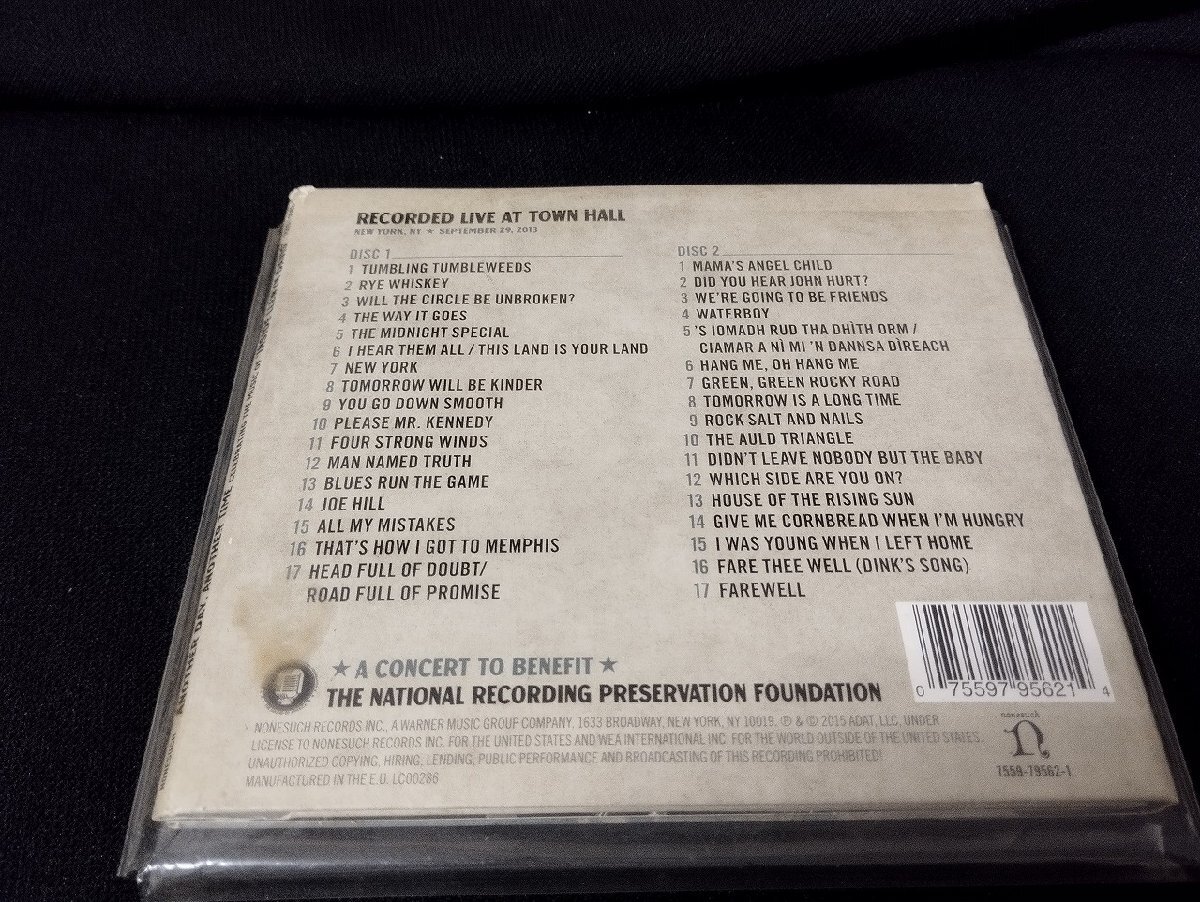 RECORDED LIVE AT TOWN HALL
NEW YORK, NY ★ SEPTEMBER 29, 2013
DISC 1
1 TUMBLING TUMBLEWEEDS
2 RYE WHISKEY
3 WILL THE CIRCLE BE UNBROKEN?
4 THE WAY IT GOES
5 THE MIDNIGHT SPECIAL
6 I HEAR THEM ALL / THIS LAND IS YOUR LAND
7 NEW YORK
8 TOMORROW WILL BE KINDER
9 YOU GO DOWN SMOOTH
10 PLEASE MR. KENNEDY
11 FOUR STRONG WINDS
12 MAN NAMED TRUTH
13 BLUES RUN THE GAME
14 JOE HILL
15 ALL MY MISTAKES
16 THAT'S HOW I GOT TO MEMPHIS
17 HEAD FULL OF DOUBT/
ROAD FULL OF PROMISE
DISC 2
1 MAMA'S ANGEL CHILD
2 DID YOU HEAR JOHN HURT?
3 WE'RE GOING TO BE FRIENDS
4 WATERBOY
5 'S IOMADH RUD THA DHÌTH ORM /
CIAMAR A NÌ MI 'N DANNSA DÌREACH
6 HANG ME, OH HANG ME
7 GREEN, GREEN ROCKY ROAD
8 TOMORROW IS A LONG TIME
9 ROCK SALT AND NAILS
10 THE AULD TRIANGLE
11 DIDN'T LEAVE NOBODY BUT THE BABY
12 WHICH SIDE ARE YOU ON?
13 HOUSE OF THE RISING SUN
14 GIVE ME CORNBREAD WHEN I'M HUNGRY
15 I WAS YOUNG WHEN I LEFT HOME
16 FARE THEE WELL (DINK'S SONG)
17 FAREWELL
★ A CONCERT TO BENEFIT ★
THE NATIONAL RECORDING PRESERVATION FOUNDATION
NONESUCH RECORDS INC., A WARNER MUSIC GROUP COMPANY, 1633 BROADWAY, NEW YORK, NY 10019. ℗ & © 2015 ADAT, LLC, UNDER
LICENSE TO NONESUCH RECORDS INC. FOR THE UNITED STATES AND WEA INTERNATIONAL INC. FOR THE WORLD OUTSIDE OF THE UNITED STATES.
UNAUTHORIZED COPYING, HIRING, LENDING, PUBLIC PERFORMANCE AND BROADCASTING OF THIS RECORDING PROHIBITED!
MANUFACTURED IN THE E.U. LC00286
0 75597 95621 4
nonesuch
n
7559-79562-1
ANOTHER DAY, ANOTHER TIME: CELEBRATING THE MUSIC OF